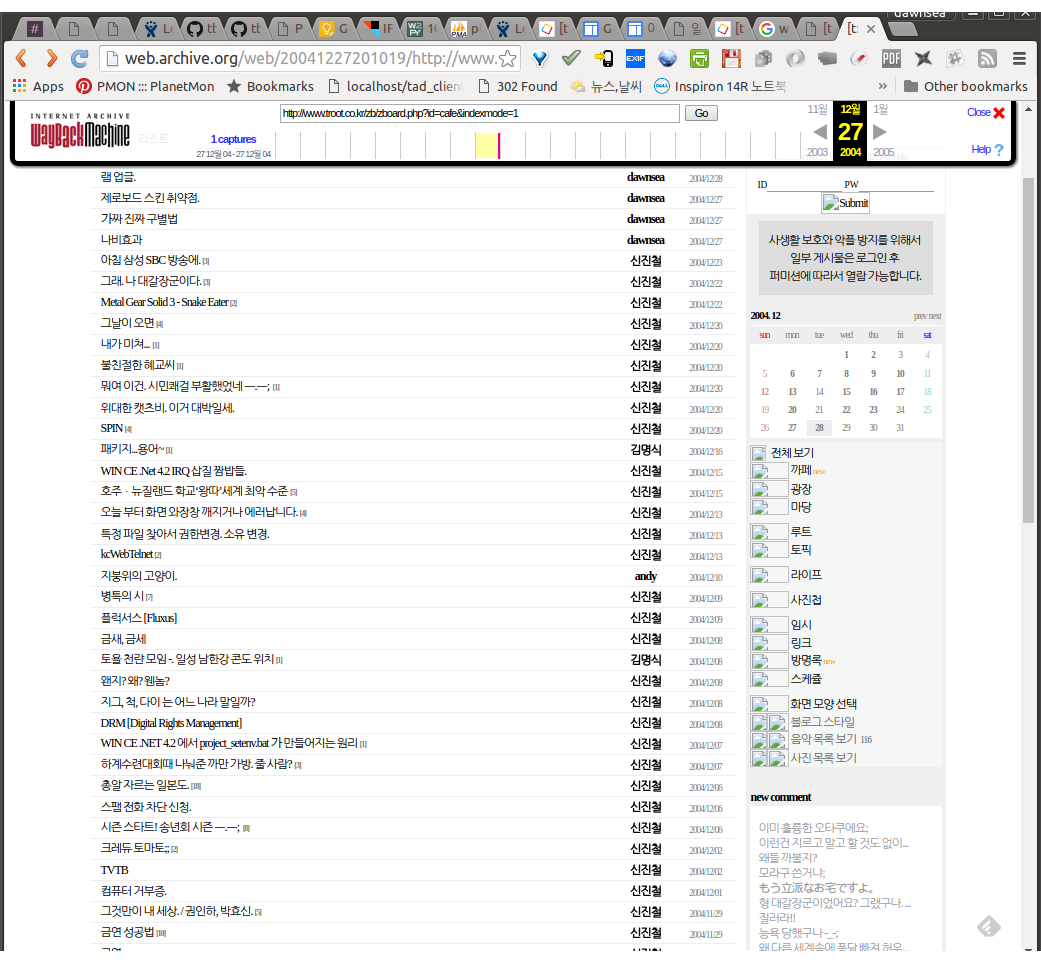 dawnsea
web.archive.org/web/20041227201019/http://www.
Apps PMON ::: PlanetMon Bookmarks localhost/tad_client 302 Found 뉴스,날씨 Inspiron 14R 노트북 » Other bookmarks
INTERNET ARCHIVE
WayBackMachine
http://www.troot.co.kr/zb/zboard.php?id=cafe&indexmode=1 Go
1 captures
27 12월 04 - 27 12월 04
11월 12월 1월
27
2003 2004 2005
Close
Help ?
램 업글. dawnsea 2004/12/28
제로보드 스킨 취약점. dawnsea 2004/12/27
가짜 진짜 구별법 dawnsea 2004/12/27
나비효과 dawnsea 2004/12/27
아침 삼성 SBC 방송에. [3] 신진철 2004/12/23
그래. 나 대갈장군이다. [3] 신진철 2004/12/22
Metal Gear Solid 3 - Snake Eater [2] 신진철 2004/12/22
그날이 오면 [4] 신진철 2004/12/20
내가 미쳐... [1] 신진철 2004/12/20
불친절한 혜교씨 [1] 신진철 2004/12/20
뭐여 이건. 시민쾌걸 부활했었네 ㅡ.ㅡ; [1] 신진철 2004/12/20
위대한 캣츠비. 이거 대박일세. 신진철 2004/12/20
SPIN [4] 신진철 2004/12/20
패키지...용어~ [1] 김명식 2004/12/16
WIN CE .Net 4.2 IRQ 삽질 짬밥들. 신진철 2004/12/15
호주ㆍ뉴질랜드 학교 '왕따' 세계 최악 수준 [5] 신진철 2004/12/15
오늘 부터 화면 와장창 깨지거나 에러납니다. [4] 신진철 2004/12/13
특정 파일 찾아서 권한변경. 소유 변경. 신진철 2004/12/13
kcWebTelnet [2] 신진철 2004/12/13
지붕위의 고양이. andy 2004/12/10
병특의 시 [7] 신진철 2004/12/09
플럭서스 [Fluxus] 신진철 2004/12/09
금새, 금세 신진철 2004/12/08
토욜 천랸 모임 -. 일성 남한강 콘도 위치 [1] 김명식 2004/12/08
왠지? 왜? 웬놈? 신진철 2004/12/08
지그, 척, 다이 는 어느 나라 말일까? 신진철 2004/12/08
DRM [Digital Rights Management] 신진철 2004/12/08
WIN CE .NET 4.2 에서 project_setenv.bat 가 만들어지는 원리 [1] 신진철 2004/12/07
하계수련대회때 나눠준 까만 가방. 줄 사람? [3] 신진철 2004/12/07
총알 자르는 일본도. [18] 신진철 2004/12/06
스팸 전화 차단 신청. 신진철 2004/12/06
시즌 스타트! 송년회 시즌 ㅡ.ㅡ; [8] 신진철 2004/12/06
크레듀 토마토;; [2] 신진철 2004/12/02
TVTB 신진철 2004/12/02
컴퓨터 거부증. 신진철 2004/12/01
그것만이 내 세상. / 권인하, 박효신. [5] 신진철 2004/11/29
금연 성공법 [10] 신진철 2004/11/29
ID PW
Submit
사생활 보호와 악플 방지를 위해서
일부 게시물은 로그인 후
퍼미션에 따라서 열람 가능합니다.
2004. 12 prev next
sun mon tue wed thu fri sat
1 2 3 4
5 6 7 8 9 10 11
12 13 14 15 16 17 18
19 20 21 22 23 24 25
26 27 28 29 30 31
전체 보기
까페 new
광장
마당
루트
토픽
라이프
사진첩
임시
링크
방명록 new
스케쥴
화면 모양 선택
블로그 스타일
음악 목록 보기 116
사진 목록 보기
new comment
이미 훌륭한 오타쿠에요;
이런건 지르고 말고 할 것도 없이...
왜들 까불지?
모라구 쓴거냐;
もう立派なお宅ですよ。
형 대갈장군이었어요? 그랬구나. ...
질러라!!
능욕 당했구나 -_-;
왜 다른 세계속에 퐁당 빠져 허우...